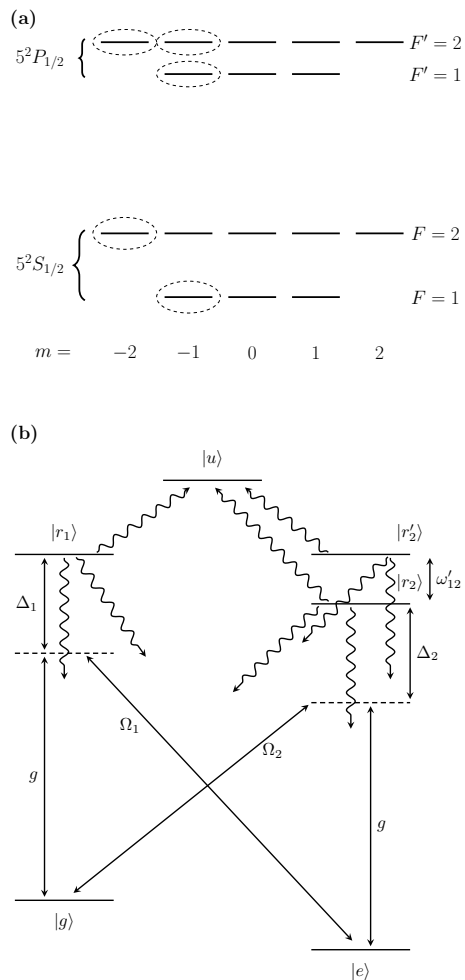 (a)
5²P₁/₂
F′ = 2
F′ = 1
5²S₁/₂
F = 2
F = 1
m = −2 −1 0 1 2
(b)
|u⟩
|r₁⟩ |r′₂⟩
|r₂⟩ ω′₁₂
Δ₁
Δ₂
Ω₁ Ω₂
g g
|g⟩
|e⟩